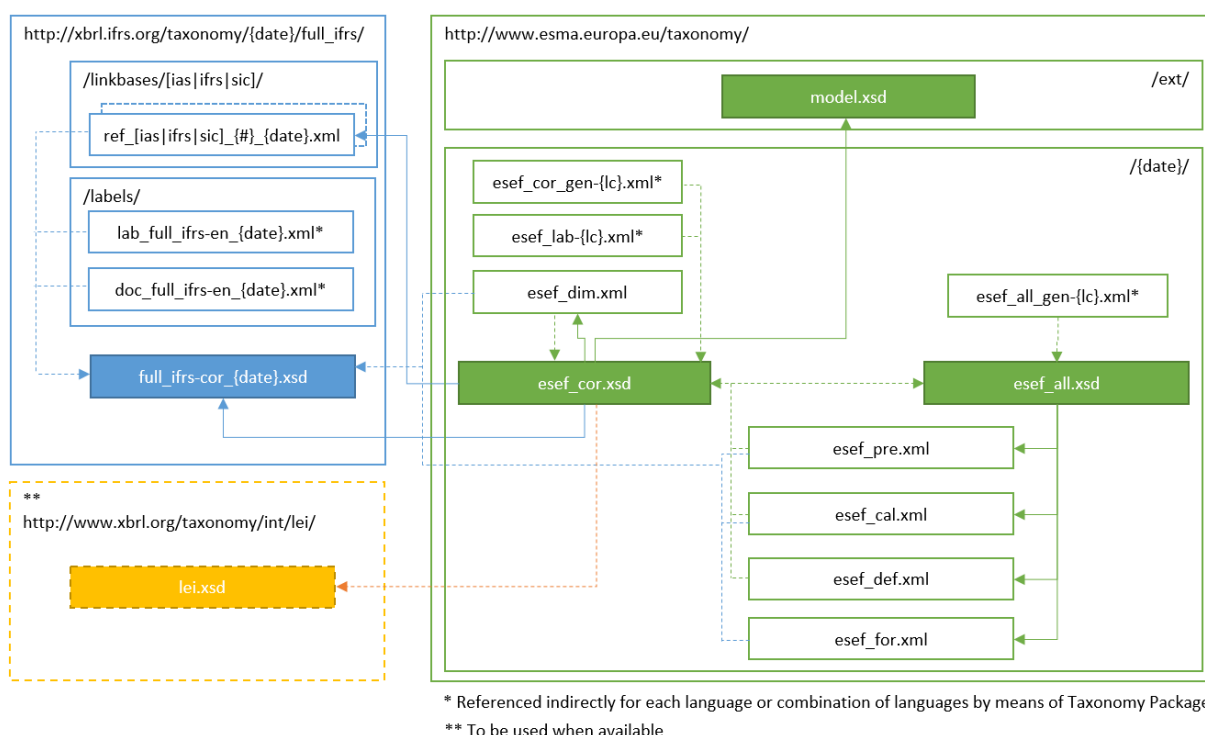 http://xbrl.ifrs.org/taxonomy/{date}/full_ifrs/
/linkbases/[ias|ifrs|sic]/
ref_[ias|ifrs|sic]_{#}_{date}.xml
/labels/
lab_full_ifrs-en_{date}.xml*
doc_full_ifrs-en_{date}.xml*
full_ifrs-cor_{date}.xsd
**
http://www.xbrl.org/taxonomy/int/lei/
lei.xsd
http://www.esma.europa.eu/taxonomy/
/ext/
model.xsd
/{date}/
esef_cor_gen-{lc}.xml*
esef_lab-{lc}.xml*
esef_dim.xml
esef_all_gen-{lc}.xml*
esef_cor.xsd
esef_all.xsd
esef_pre.xml
esef_cal.xml
esef_def.xml
esef_for.xml
* Referenced indirectly for each language or combination of languages by means of Taxonomy Package
** To be used when available